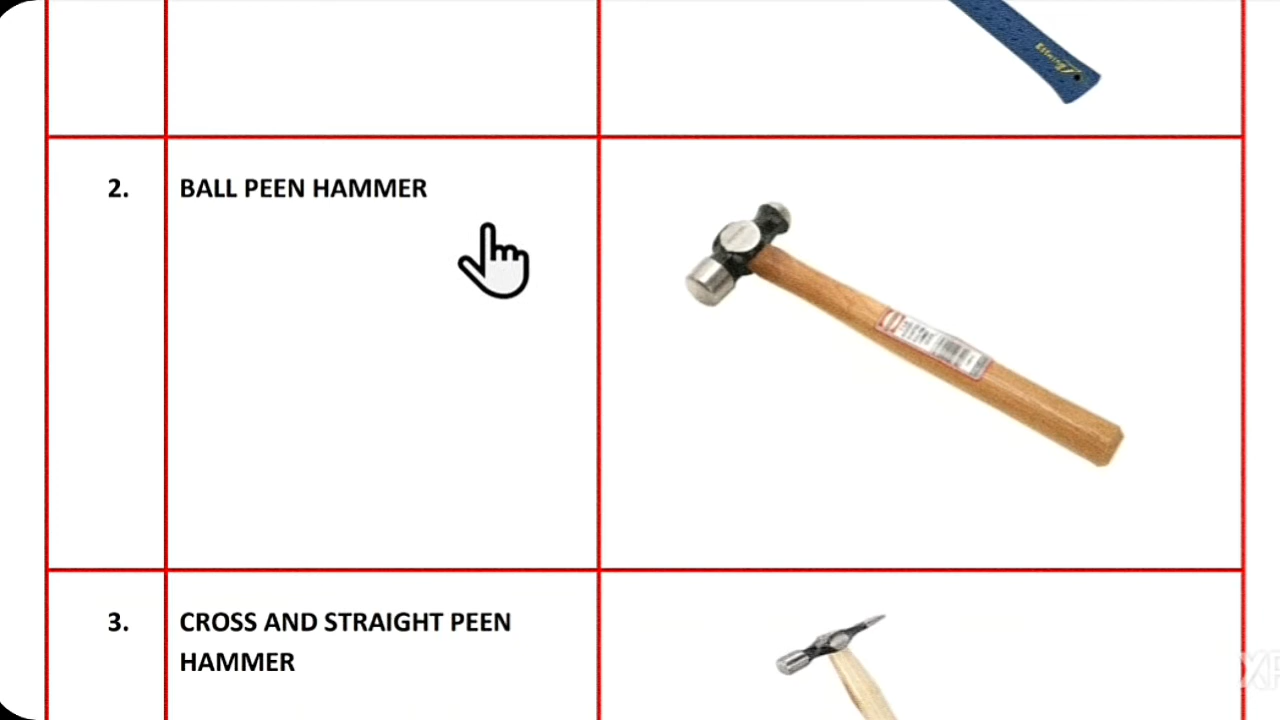 2.
BALL PEEN HAMMER
3.
CROSS AND STRAIGHT PEEN
HAMMER